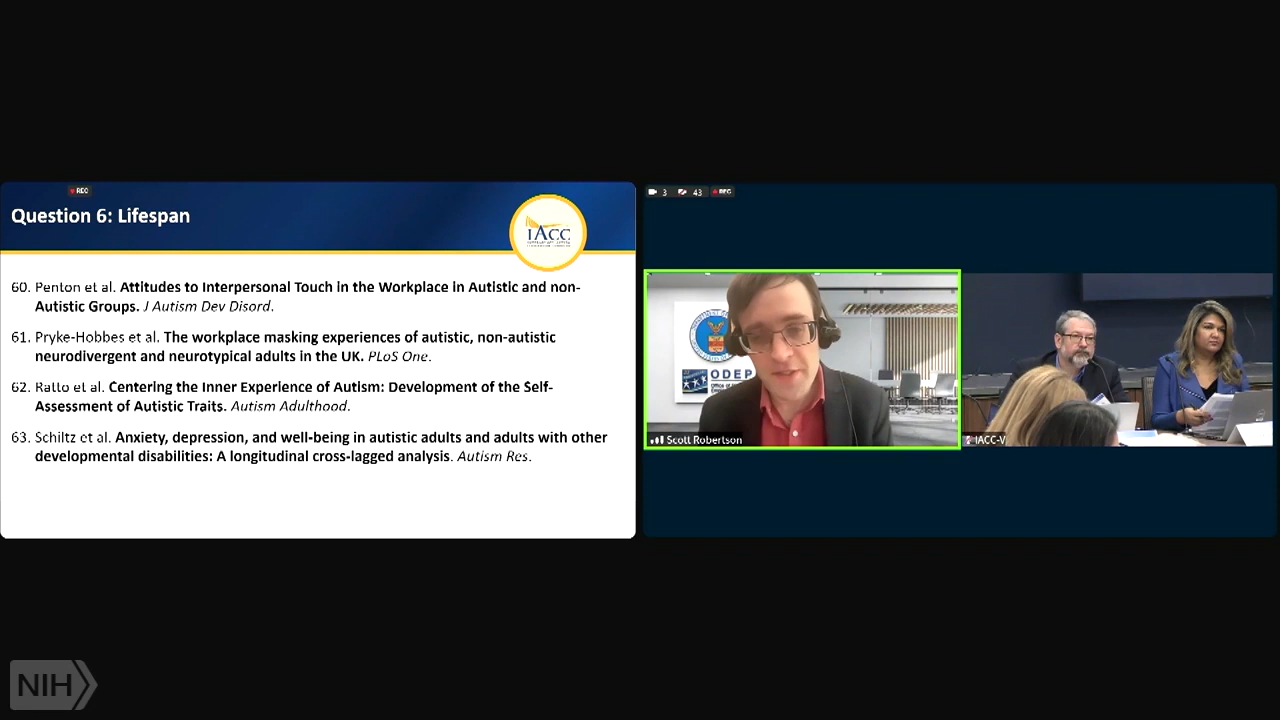 REC
Question 6: Lifespan
IACC
60. Penton et al. Attitudes to Interpersonal Touch in the Workplace in Autistic and non-
Autistic Groups. J Autism Dev Disord.
61. Pryke-Hobbes et al. The workplace masking experiences of autistic, non-autistic
neurodivergent and neurotypical adults in the UK. PLoS One.
62. Ratto et al. Centering the Inner Experience of Autism: Development of the Self-
Assessment of Autistic Traits. Autism Adulthood.
63. Schiltz et al. Anxiety, depression, and well-being in autistic adults and adults with other
developmental disabilities: A longitudinal cross-lagged analysis. Autism Res.
3 43 REC
ODEP
Scott Robertson
IACC-V
NIH